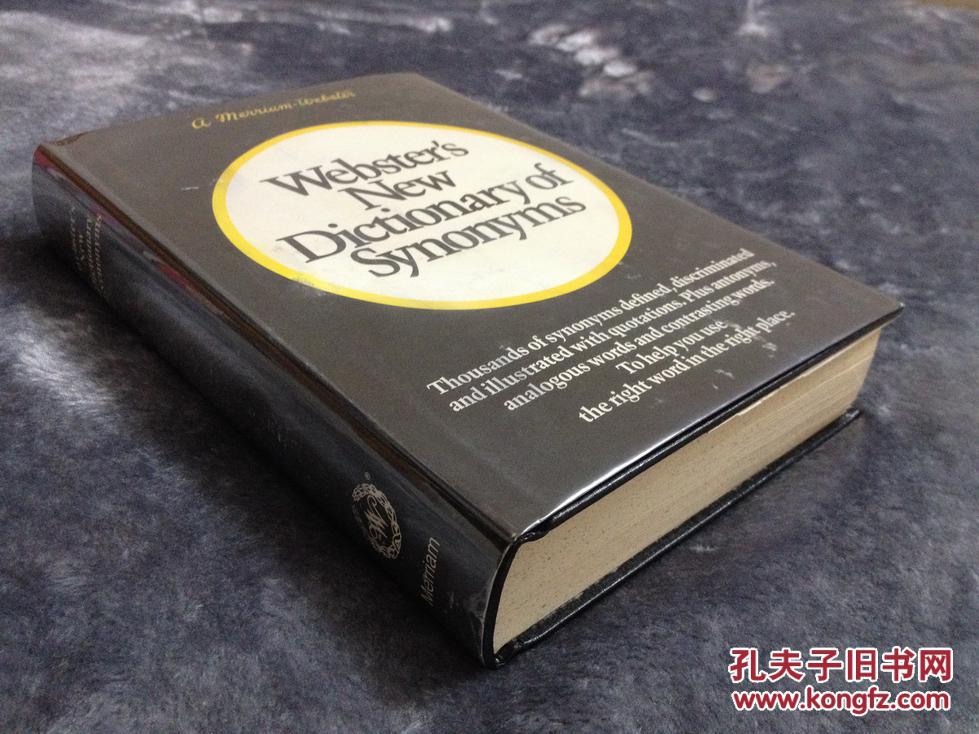 a Merriam-Webster
Webster's
New
Dictionary of
Synonyms
Thousands of synonyms defined, discriminated
and illustrated with quotations. Plus antonyms,
analogous words and contrasting words.
To help you use
the right word in the right place.
®
W
Merriam
孔夫子旧书网
www.kongfz.com